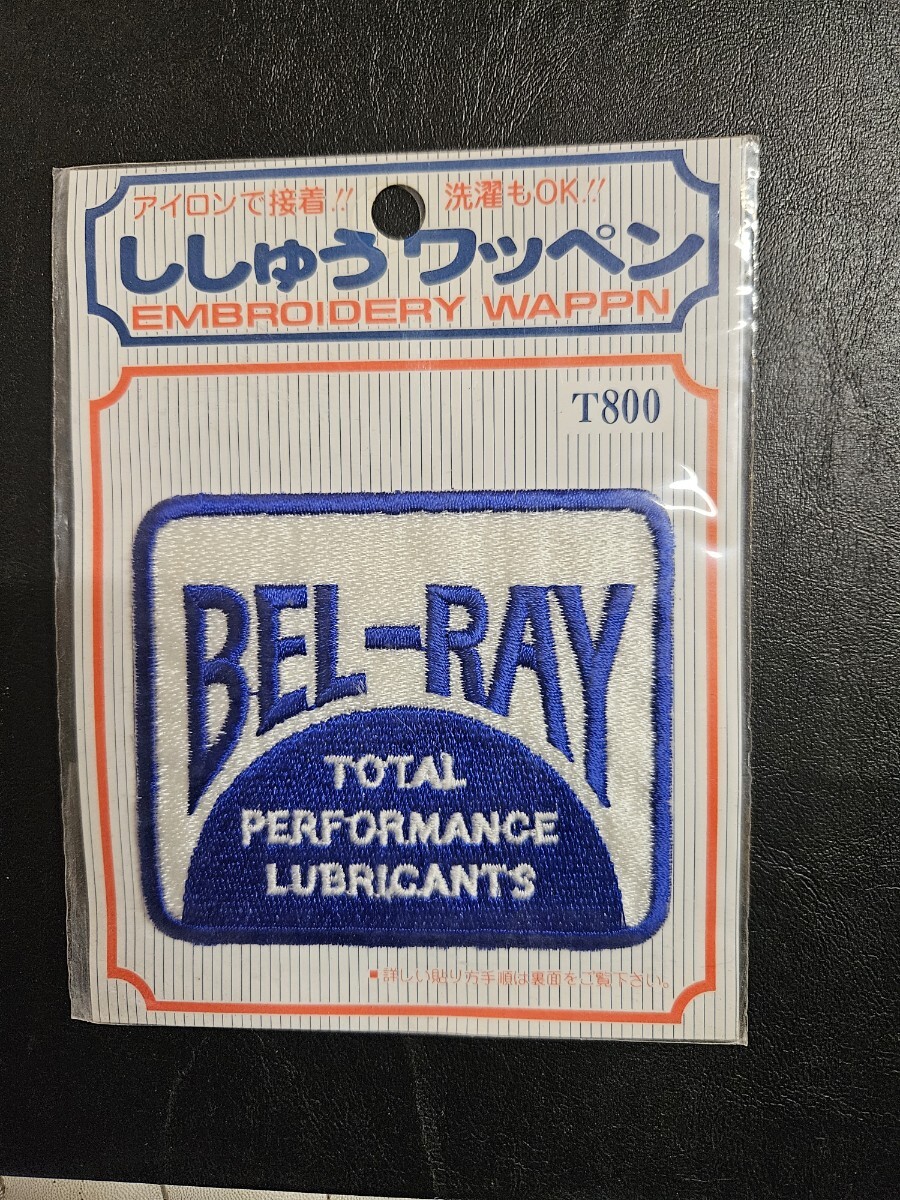 アイロンで接着!! 洗濯もOK!!
ししゅうワッペン
EMBROIDERY WAPPN
T800
BEL-RAY
TOTAL
PERFORMANCE
LUBRICANTS
■詳しい貼り方手順は裏面をご覧下さい。